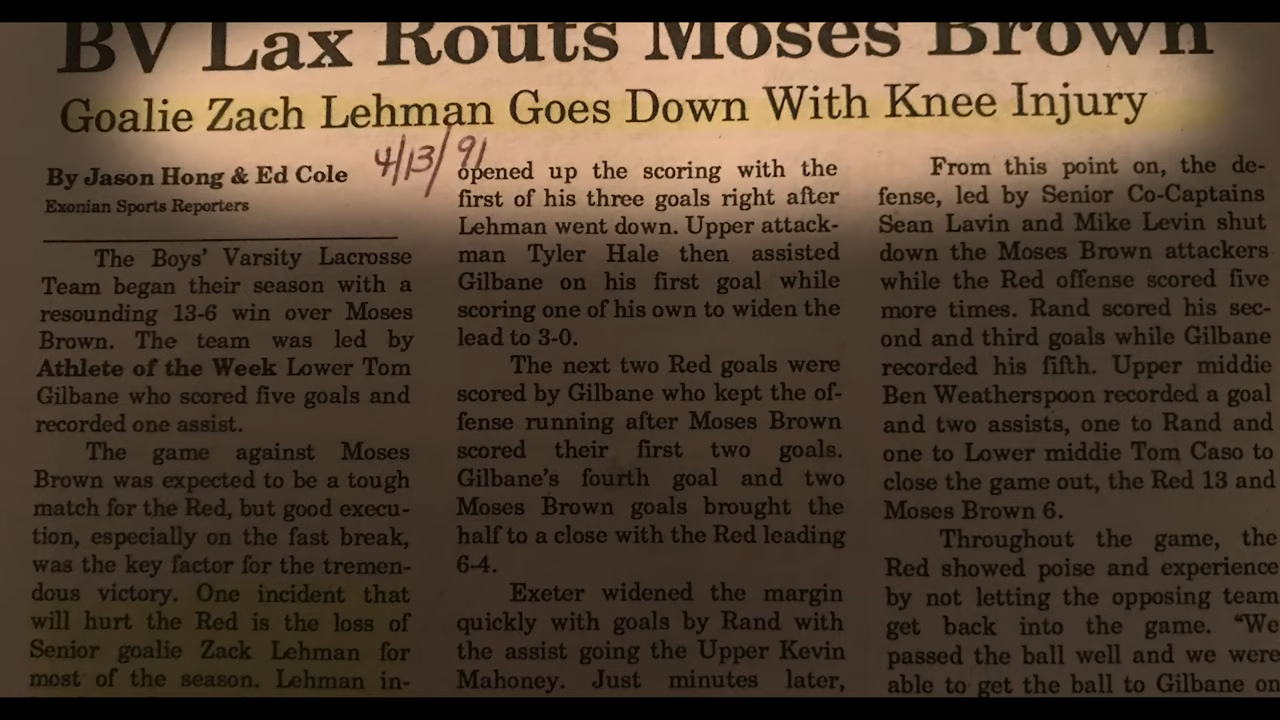 BV Lax Routs Moses Brown
Goalie Zach Lehman Goes Down With Knee Injury
By Jason Hong & Ed Cole
Exonian Sports Reporters
4/13/91
The Boys' Varsity Lacrosse
Team began their season with a
resounding 13-6 win over Moses
Brown. The team was led by
Athlete of the Week Lower Tom
Gilbane who scored five goals and
recorded one assist.
The game against Moses
Brown was expected to be a tough
match for the Red, but good execu-
tion, especially on the fast break,
was the key factor for the tremen-
dous victory. One incident that
will hurt the Red is the loss of
Senior goalie Zack Lehman for
most of the season. Lehman in-
opened up the scoring with the
first of his three goals right after
Lehman went down. Upper attack-
man Tyler Hale then assisted
Gilbane on his first goal while
scoring one of his own to widen the
lead to 3-0.
The next two Red goals were
scored by Gilbane who kept the of-
fense running after Moses Brown
scored their first two goals.
Gilbane's fourth goal and two
Moses Brown goals brought the
half to a close with the Red leading
6-4.
Exeter widened the margin
quickly with goals by Rand with
the assist going the Upper Kevin
Mahoney. Just minutes later,
From this point on, the de-
fense, led by Senior Co-Captains
Sean Lavin and Mike Levin shut
down the Moses Brown attackers
while the Red offense scored five
more times. Rand scored his sec-
ond and third goals while Gilbane
recorded his fifth. Upper middie
Ben Weatherspoon recorded a goal
and two assists, one to Rand and
one to Lower middie Tom Caso to
close the game out, the Red 13 and
Moses Brown 6.
Throughout the game, the
Red showed poise and experience
by not letting the opposing team
get back into the game. "We
passed the ball well and we were
able to get the ball to Gilbane on